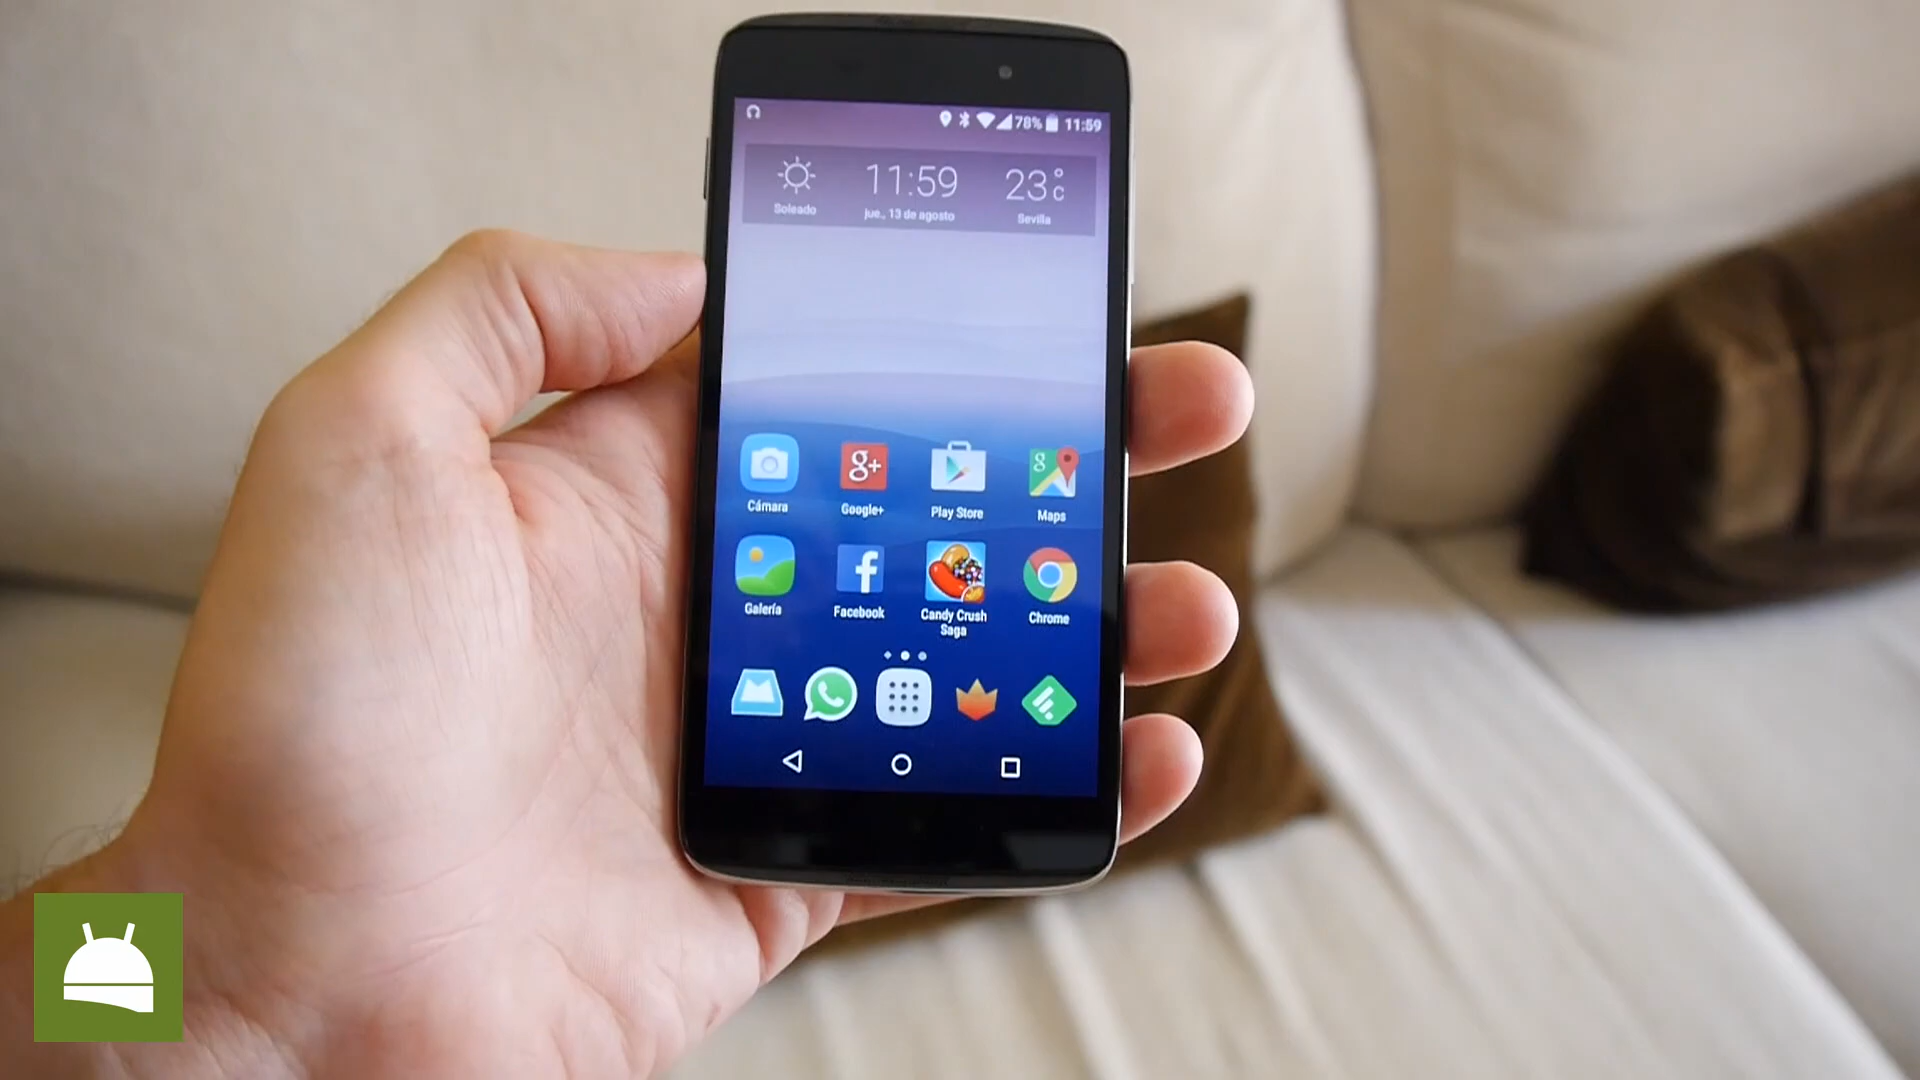 78% 11:59
11:59
23°C
Soleado
jue., 13 de agosto
Sevilla
g+
g
Cámara
Google+
Play Store
Maps
f
Galería
Facebook
Candy Crush
Saga
Chrome